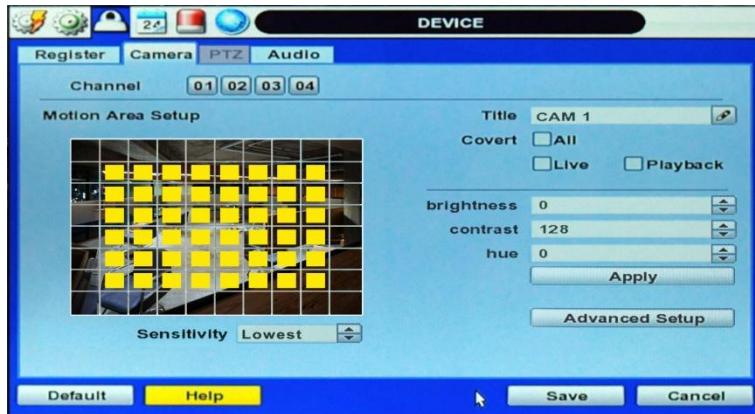 24
DEVICE
Register Camera PTZ Audio
Channel 01 02 03 04
Motion Area Setup
Title CAM 1
Covert All
Live Playback
brightness 0
contrast 128
hue 0
Apply
Sensitivity Lowest
Advanced Setup
Default Help Save Cancel